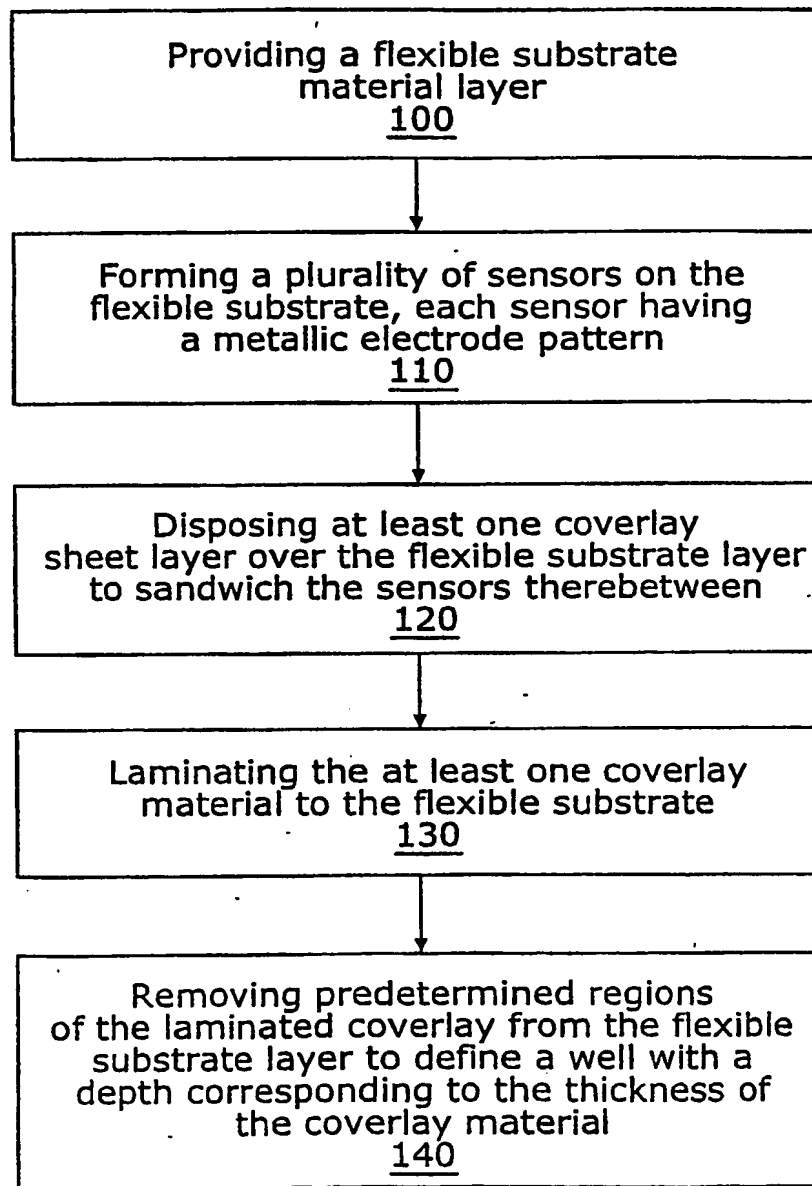 Providing a flexible substrate
material layer
100
Forming a plurality of sensors on the
flexible substrate, each sensor having
a metallic electrode pattern
110
Disposing at least one coverlay
sheet layer over the flexible substrate layer
to sandwich the sensors therebetween
120
Laminating the at least one coverlay
material to the flexible substrate
130
Removing predetermined regions
of the laminated coverlay from the flexible
substrate layer to define a well with a
depth corresponding to the thickness of
the coverlay material
140